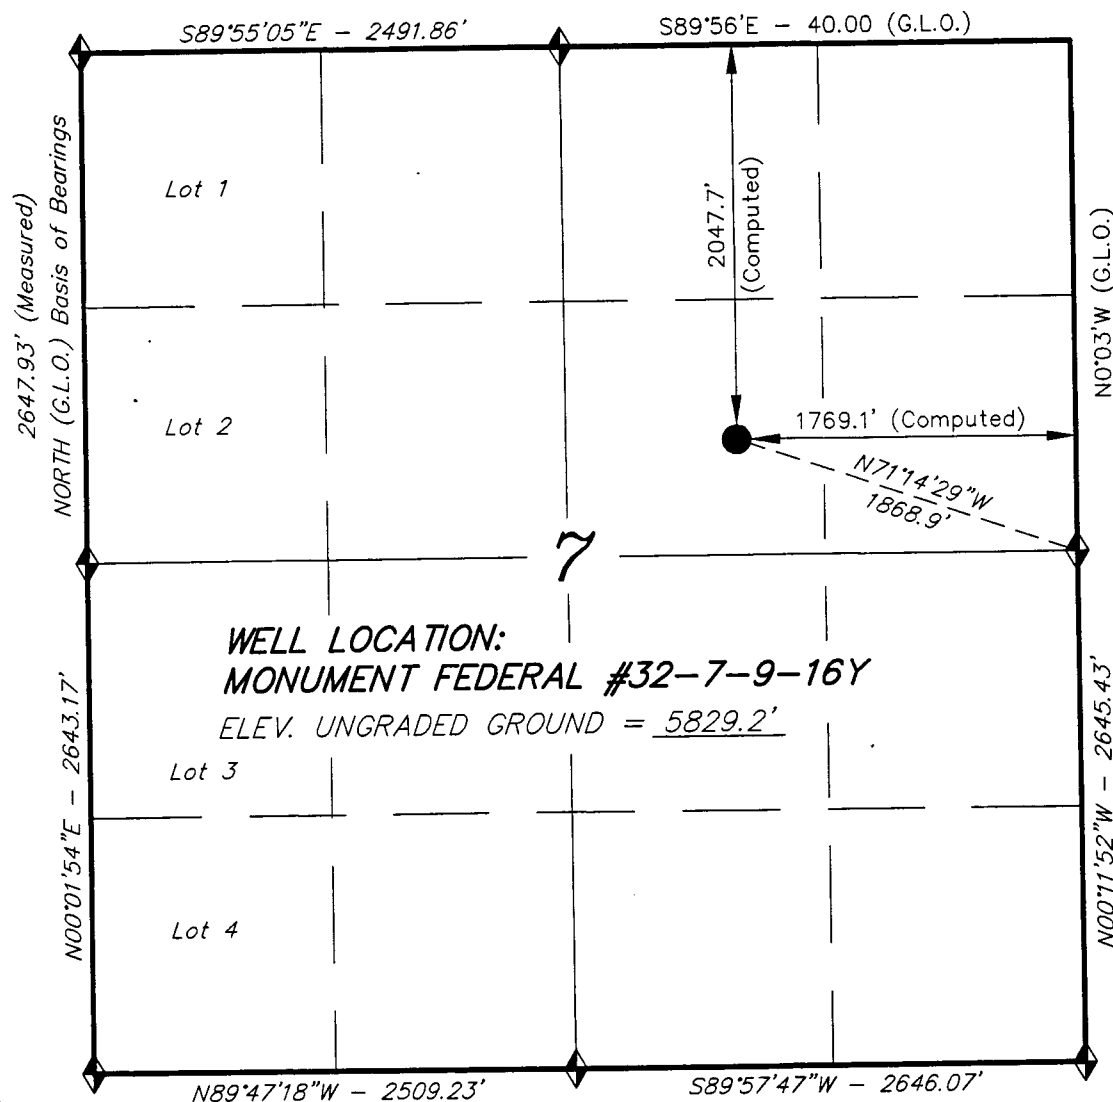 S89°55'05"E - 2491.86'
S89°56'E - 40.00 (G.L.O.)
2647.93' (Measured)
NORTH (G.L.O.) Basis of Bearings
Lot 1
2047.7'
(Computed)
N0°03'W (G.L.O.)
Lot 2
1769.1' (Computed)
N71°14'29"W
1868.9'
7
WELL LOCATION:
MONUMENT FEDERAL #32-7-9-16Y
ELEV. UNGRADED GROUND = 5829.2'
N00°01'54"E - 2643.17'
Lot 3
N00°11'52"W - 2645.43'
Lot 4
N89°47'18"W - 2509.23'
S89°57'47"W - 2646.07'